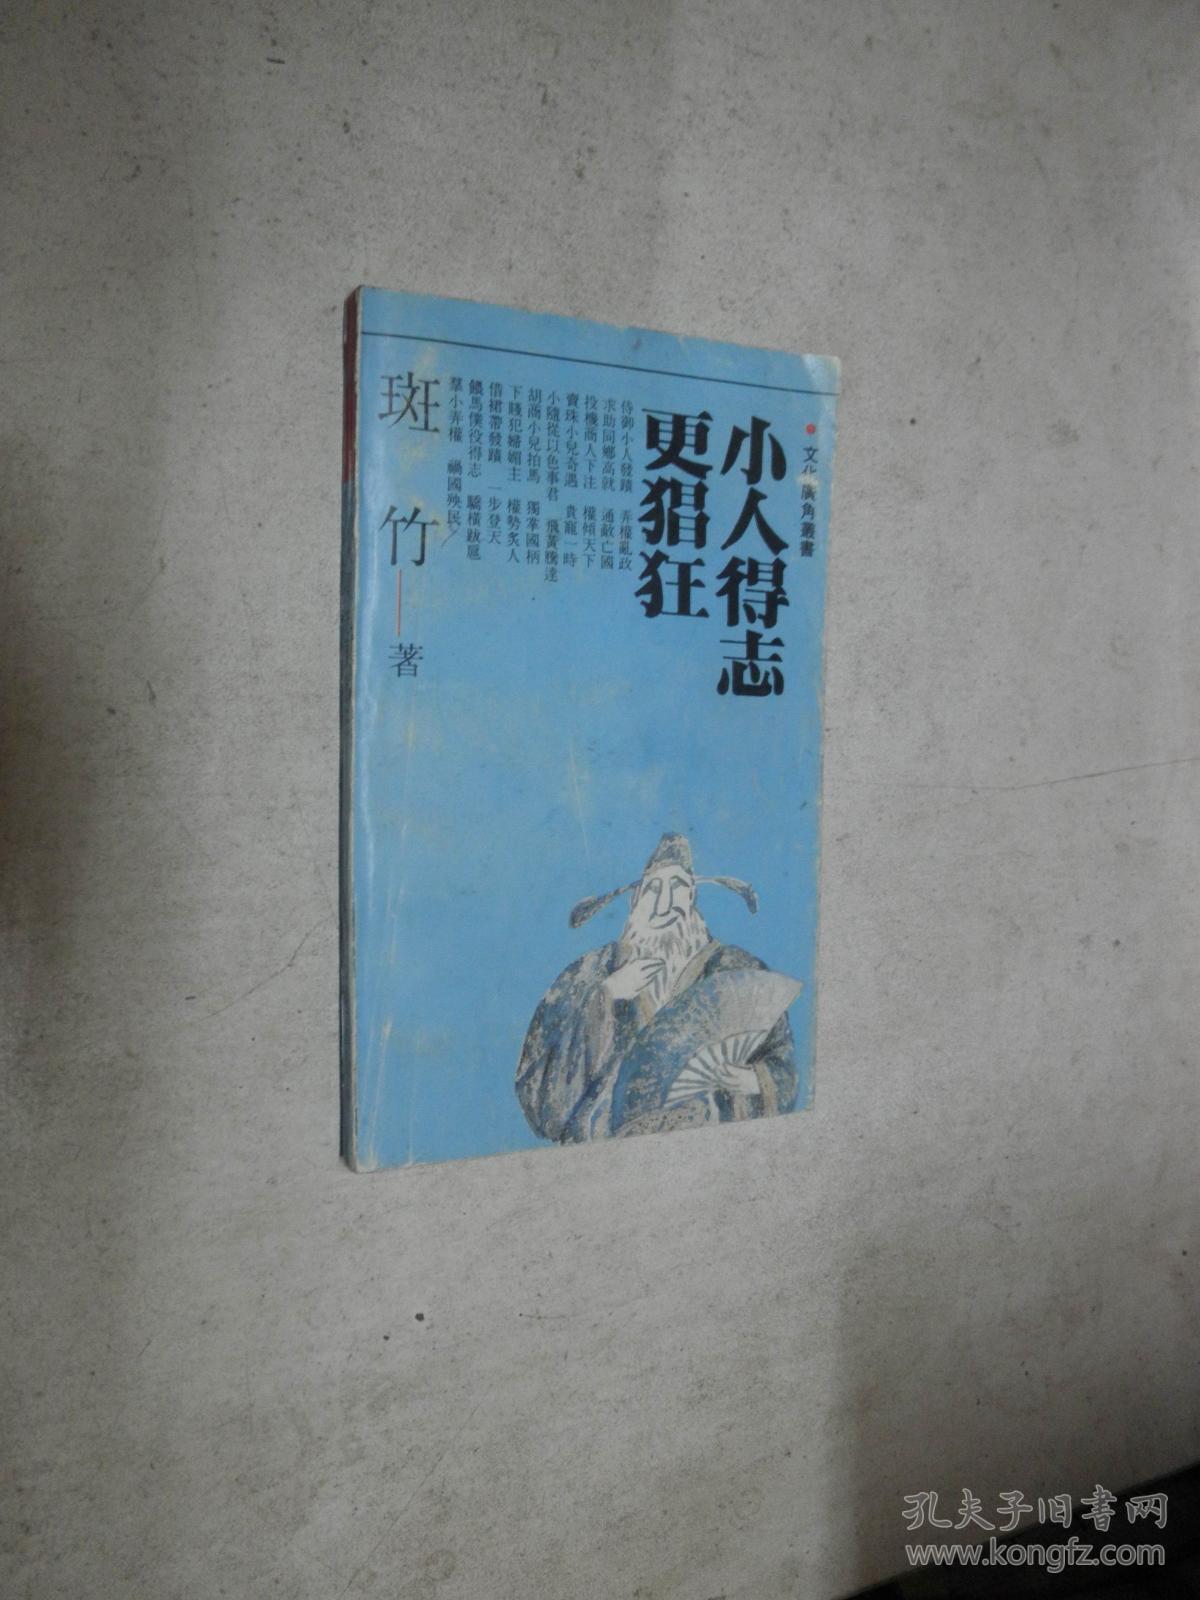 文化廣角叢書
小人得志
更猖狂
侍御小人發蹟 弄權亂政
求助同鄉高就 通敵亡國
投機商人下注 權傾天下
賣珠小兒奇遇 貴寵一時
小隨從以色事君 飛黃騰達
胡商小兒拍馬 獨掌國柄
下賤犯婦媚主 權勢炙人
借裙帶發蹟 一步登天
餵馬僕役得志 驕橫跋扈
羣小弄權 禍國殃民
斑竹—著
孔夫子旧书网
www.kongfz.com